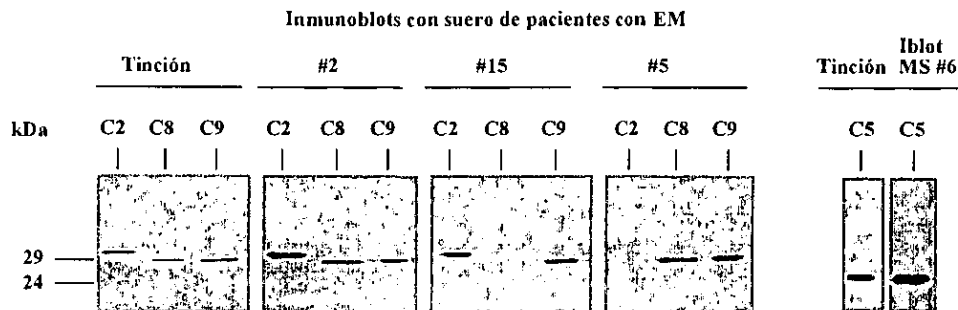 Inmunoblots con suero de pacientes con EM
Tinción #2 #15 #5 Tinción Iblot MS #6
kDa C2 C8 C9 C2 C8 C9 C2 C8 C9 C2 C8 C9 C5 C5
29
24